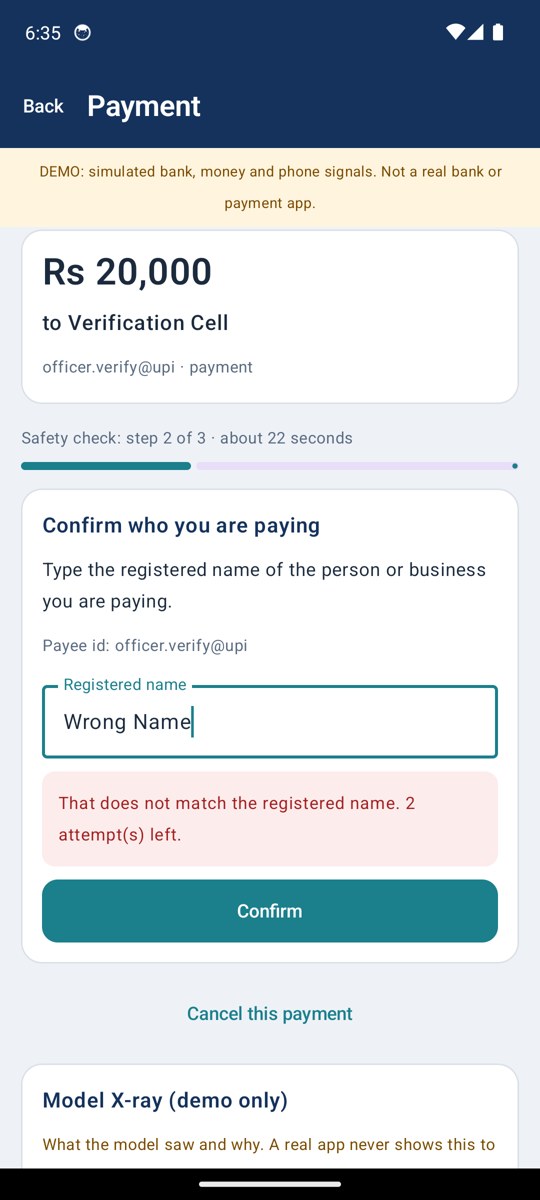 6:35
Back Payment
DEMO: simulated bank, money and phone signals. Not a real bank or
payment app.
Rs 20,000
to Verification Cell
officer.verify@upi · payment
Safety check: step 2 of 3 · about 22 seconds
Confirm who you are paying
Type the registered name of the person or business
you are paying.
Payee id: officer.verify@upi
Registered name
Wrong Name
That does not match the registered name. 2
attempt(s) left.
Confirm
Cancel this payment
Model X-ray (demo only)
What the model saw and why. A real app never shows this to